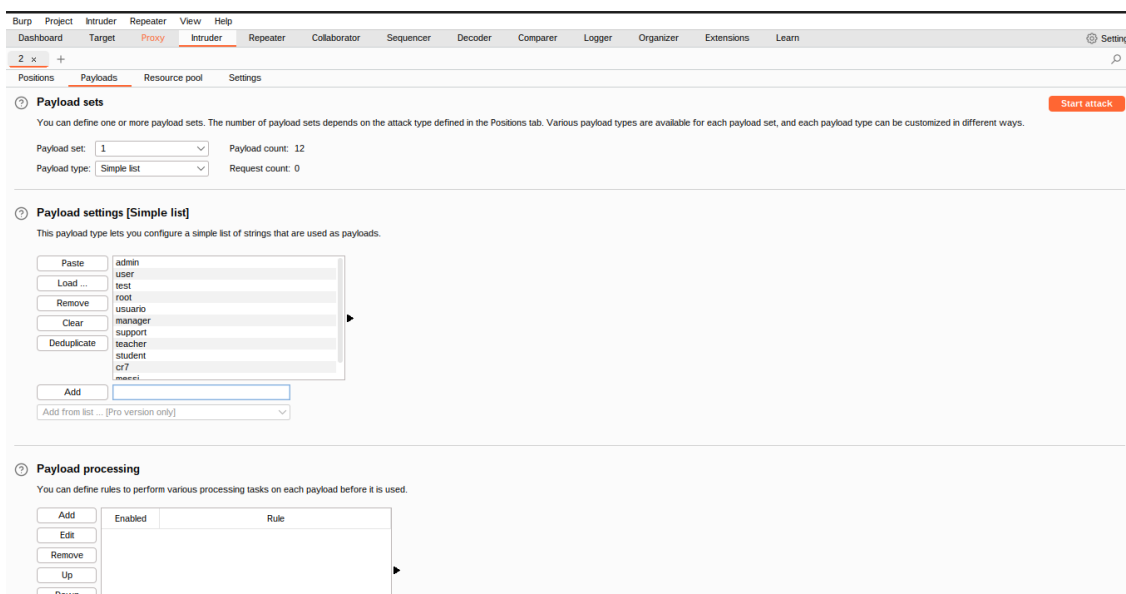 Burp Project Intruder Repeater View Help
Dashboard Target Proxy Intruder Repeater Collaborator Sequencer Decoder Comparer Logger Organizer Extensions Learn Setting
2 × +
Positions Payloads Resource pool Settings
? Payload sets Start attack
You can define one or more payload sets. The number of payload sets depends on the attack type defined in the Positions tab. Various payload types are available for each payload set, and each payload type can be customized in different ways.
Payload set: 1 Payload count: 12
Payload type: Simple list Request count: 0
? Payload settings [Simple list]
This payload type lets you configure a simple list of strings that are used as payloads.
Paste
Load ...
Remove
Clear
Deduplicate
admin
user
test
root
usuario
manager
support
teacher
student
cr7
messi
Add
Add from list ... [Pro version only]
? Payload processing
You can define rules to perform various processing tasks on each payload before it is used.
Add
Edit
Remove
Up
Down
Enabled Rule